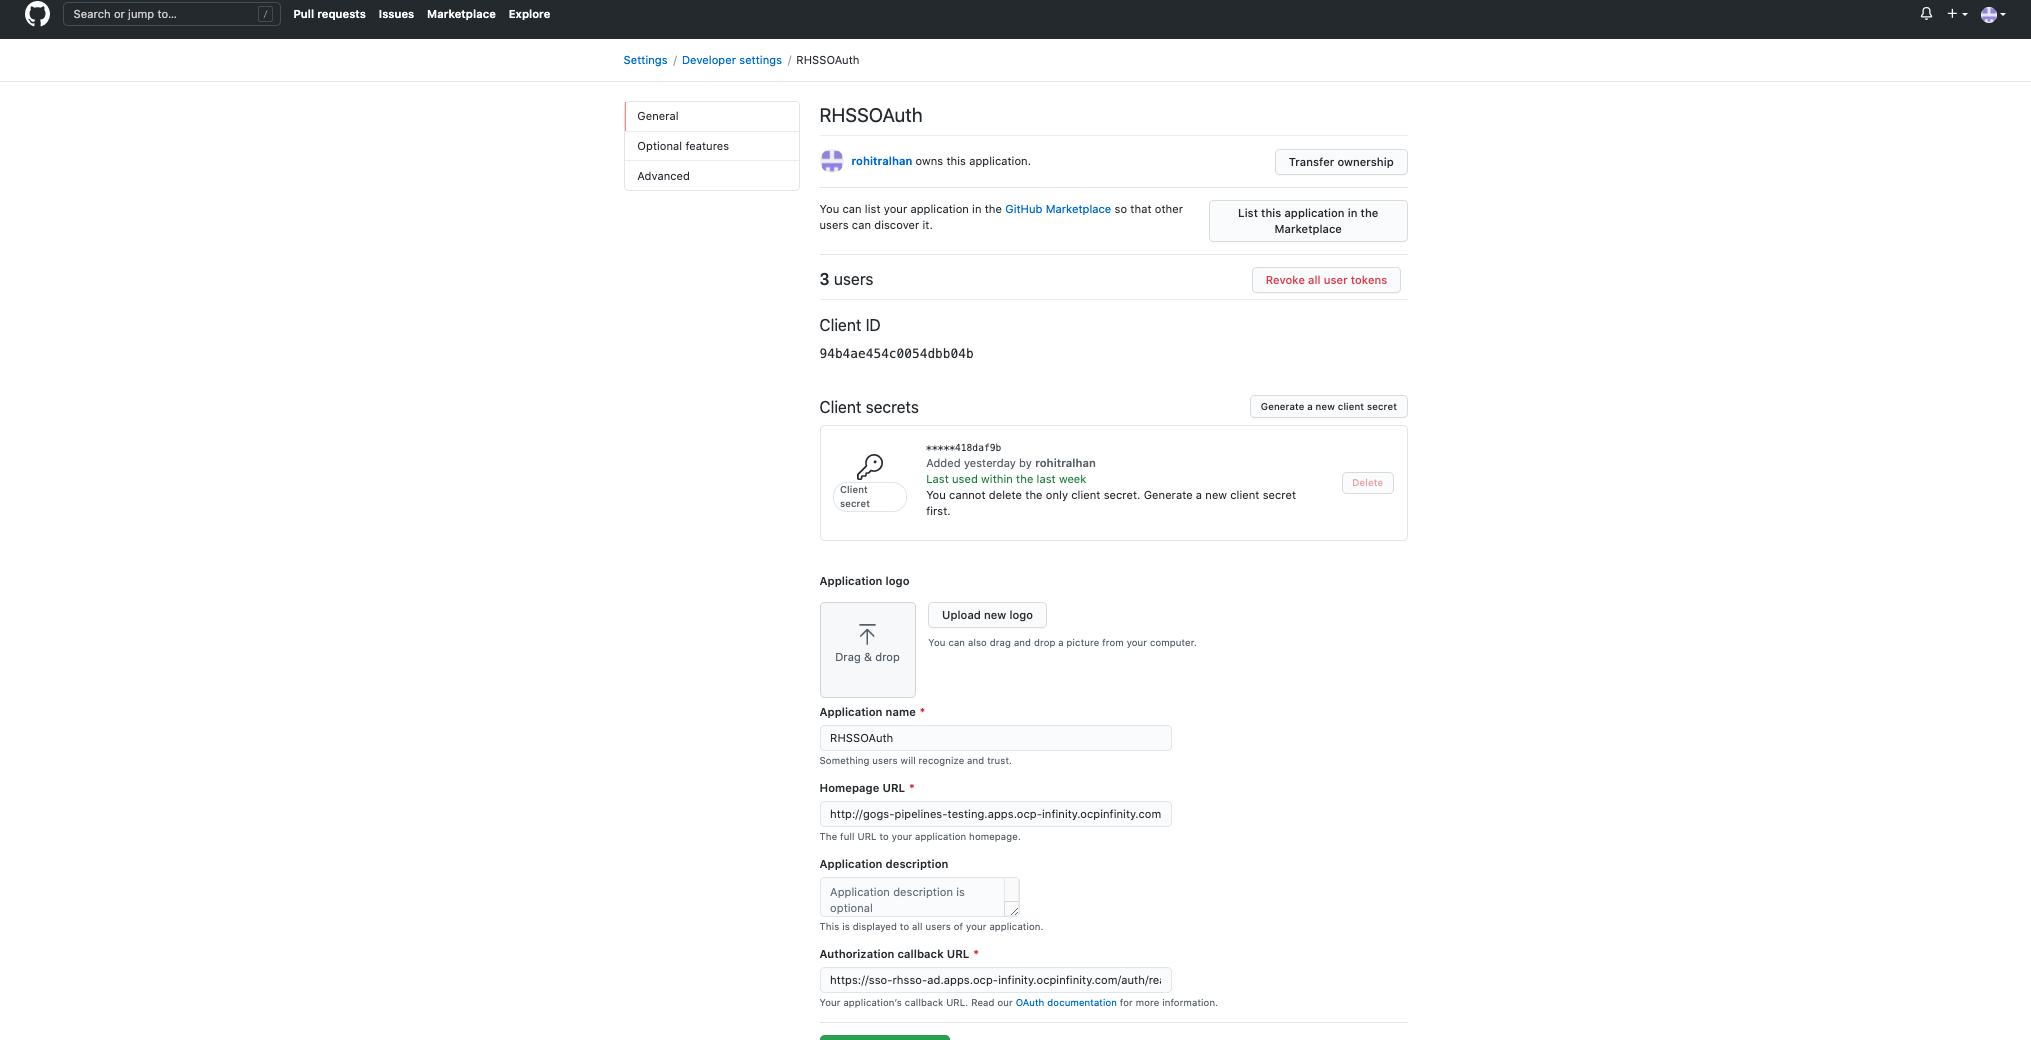 Search or jump to...
/
Pull requests
Issues
Marketplace
Explore
Settings / Developer settings / RHSSOAuth
General
Optional features
Advanced
RHSSOAuth
rohitralhan owns this application.
Transfer ownership
You can list your application in the GitHub Marketplace so that other
users can discover it.
List this application in the
Marketplace
3 users
Revoke all user tokens
Client ID
94b4ae454c0054dbb04b
Client secrets
Generate a new client secret
*****418daf9b
Added yesterday by rohitralhan
Last used within the last week
You cannot delete the only client secret. Generate a new client secret
first.
Client
secret
Delete
Application logo
Drag & drop
Upload new logo
You can also drag and drop a picture from your computer.
Application name *
RHSSOAuth
Something users will recognize and trust.
Homepage URL *
http://gogs-pipelines-testing.apps.ocp-infinity.ocpinfinity.com
The full URL to your application homepage.
Application description
Application description is
optional
This is displayed to all users of your application.
Authorization callback URL *
https://sso-rhsso-ad.apps.ocp-infinity.ocpinfinity.com/auth/rea
Your application's callback URL. Read our OAuth documentation for more information.